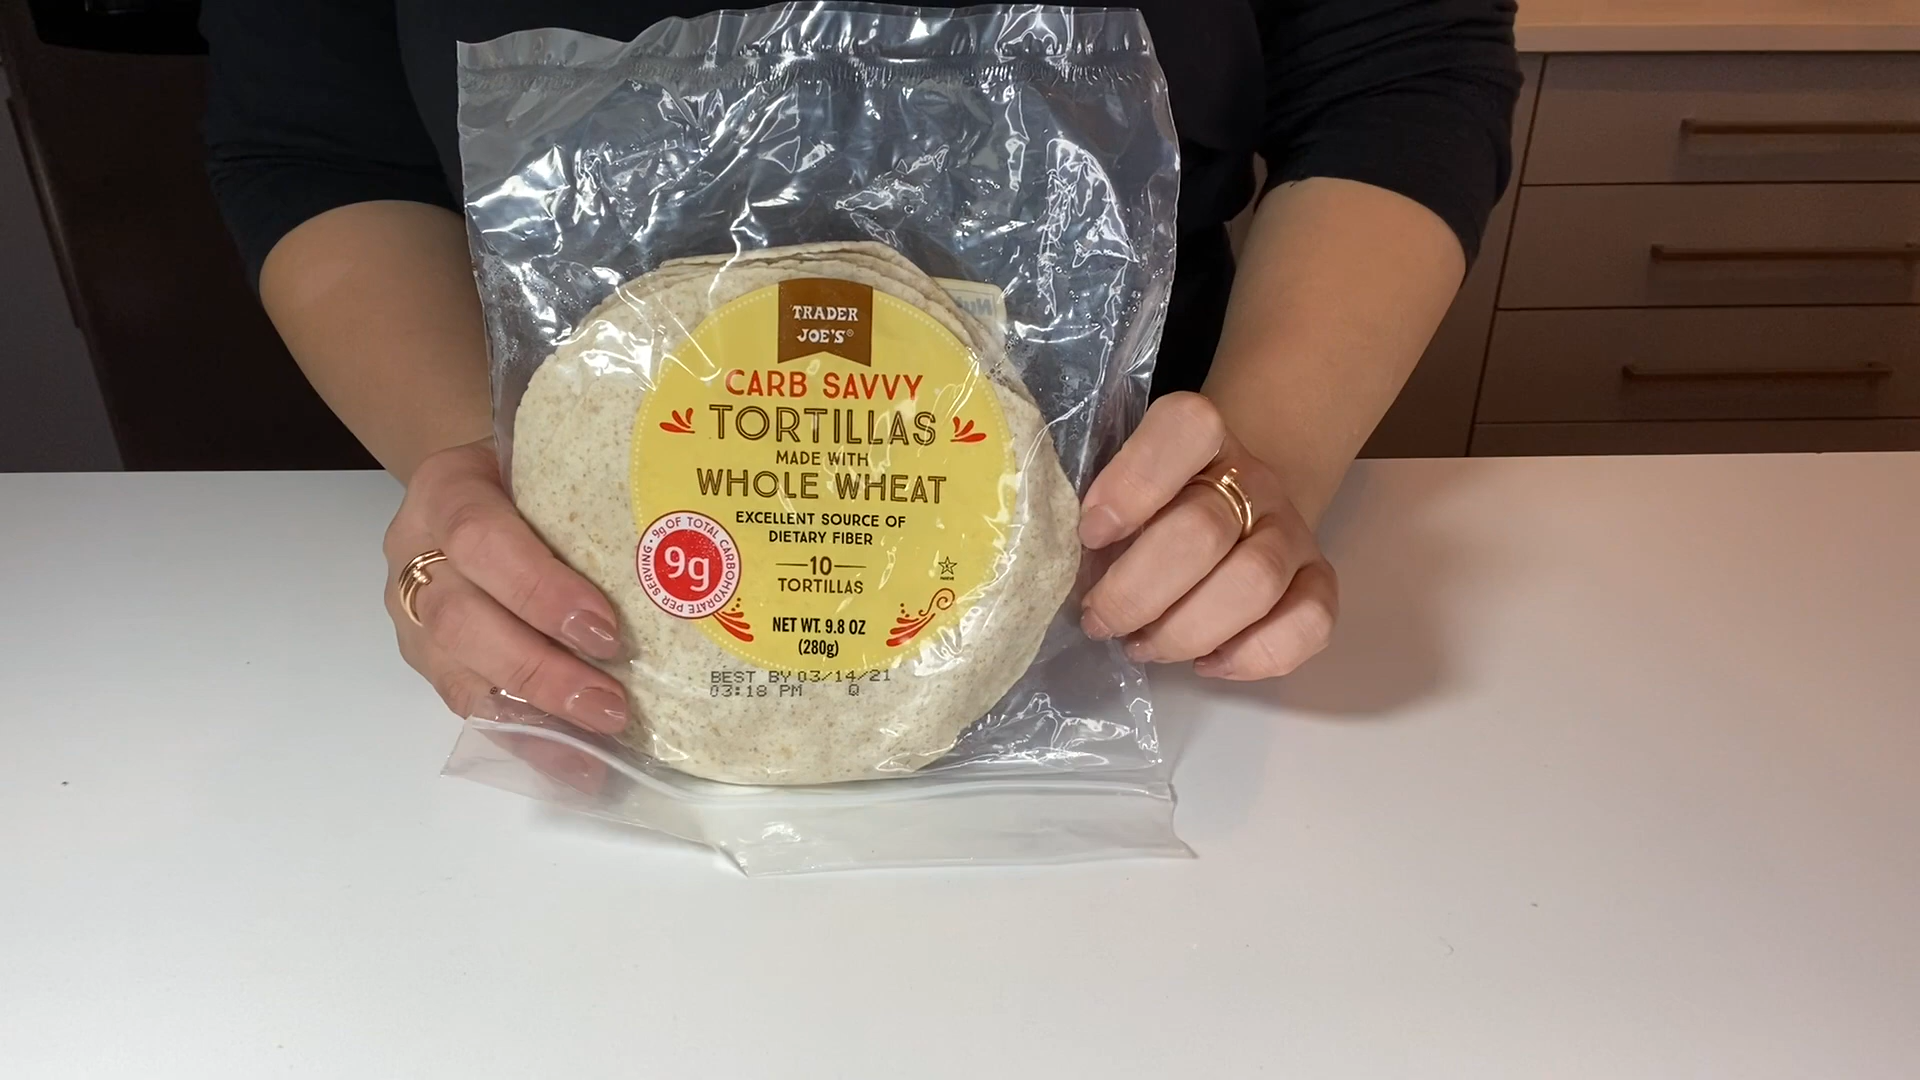 TRADER
JOE'S®
CARB SAVVY
TORTILLAS
MADE WITH
WHOLE WHEAT
EXCELLENT SOURCE OF
DIETARY FIBER
10
TORTILLAS
NET WT. 9.8 OZ
(280g)
9g OF TOTAL CARBOHYDRATE PER SERVING •
9g
BEST BY 03/14/21
03:18 PM Q